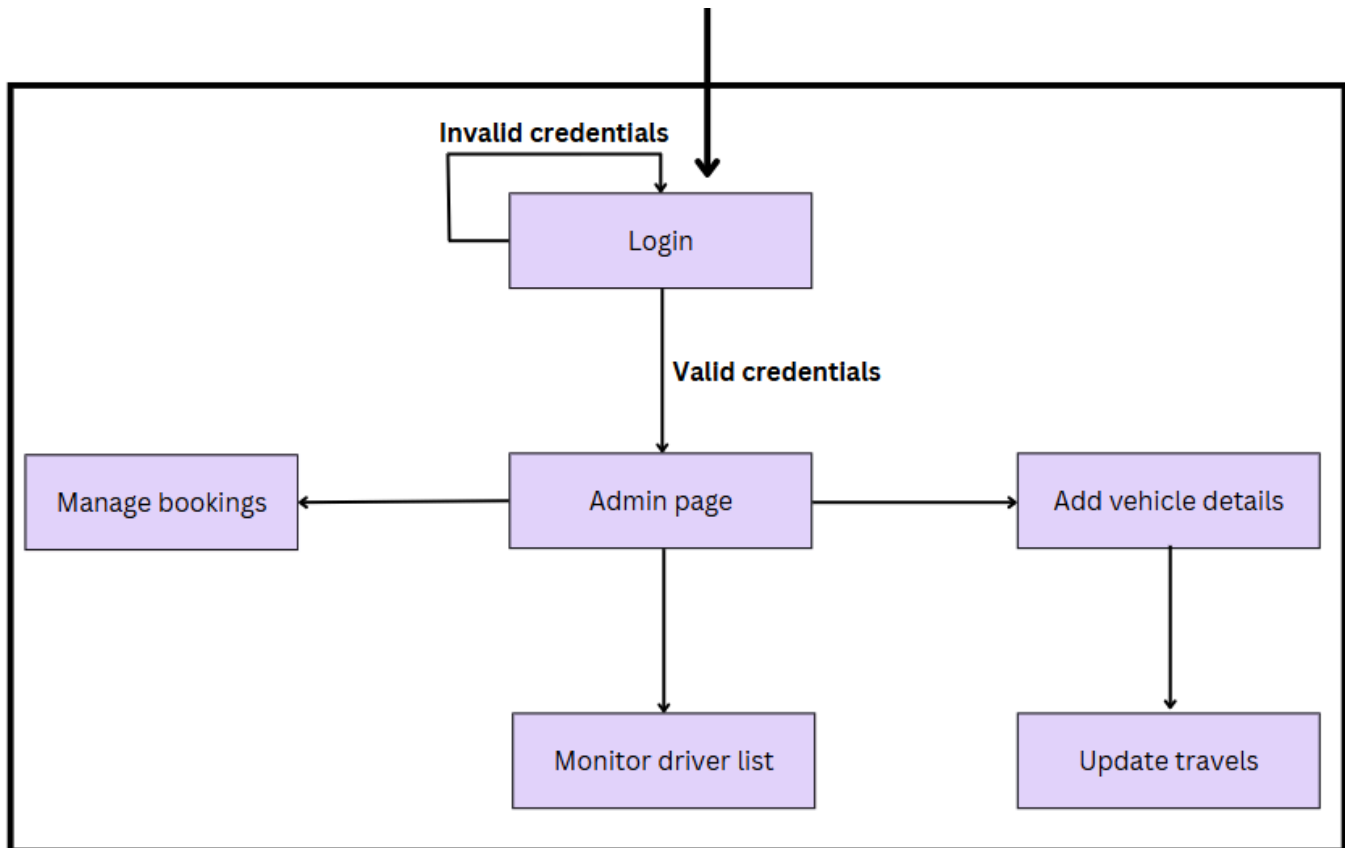 Invalid credentials
Login
Valid credentials
Manage bookings
Admin page
Add vehicle details
Monitor driver list
Update travels